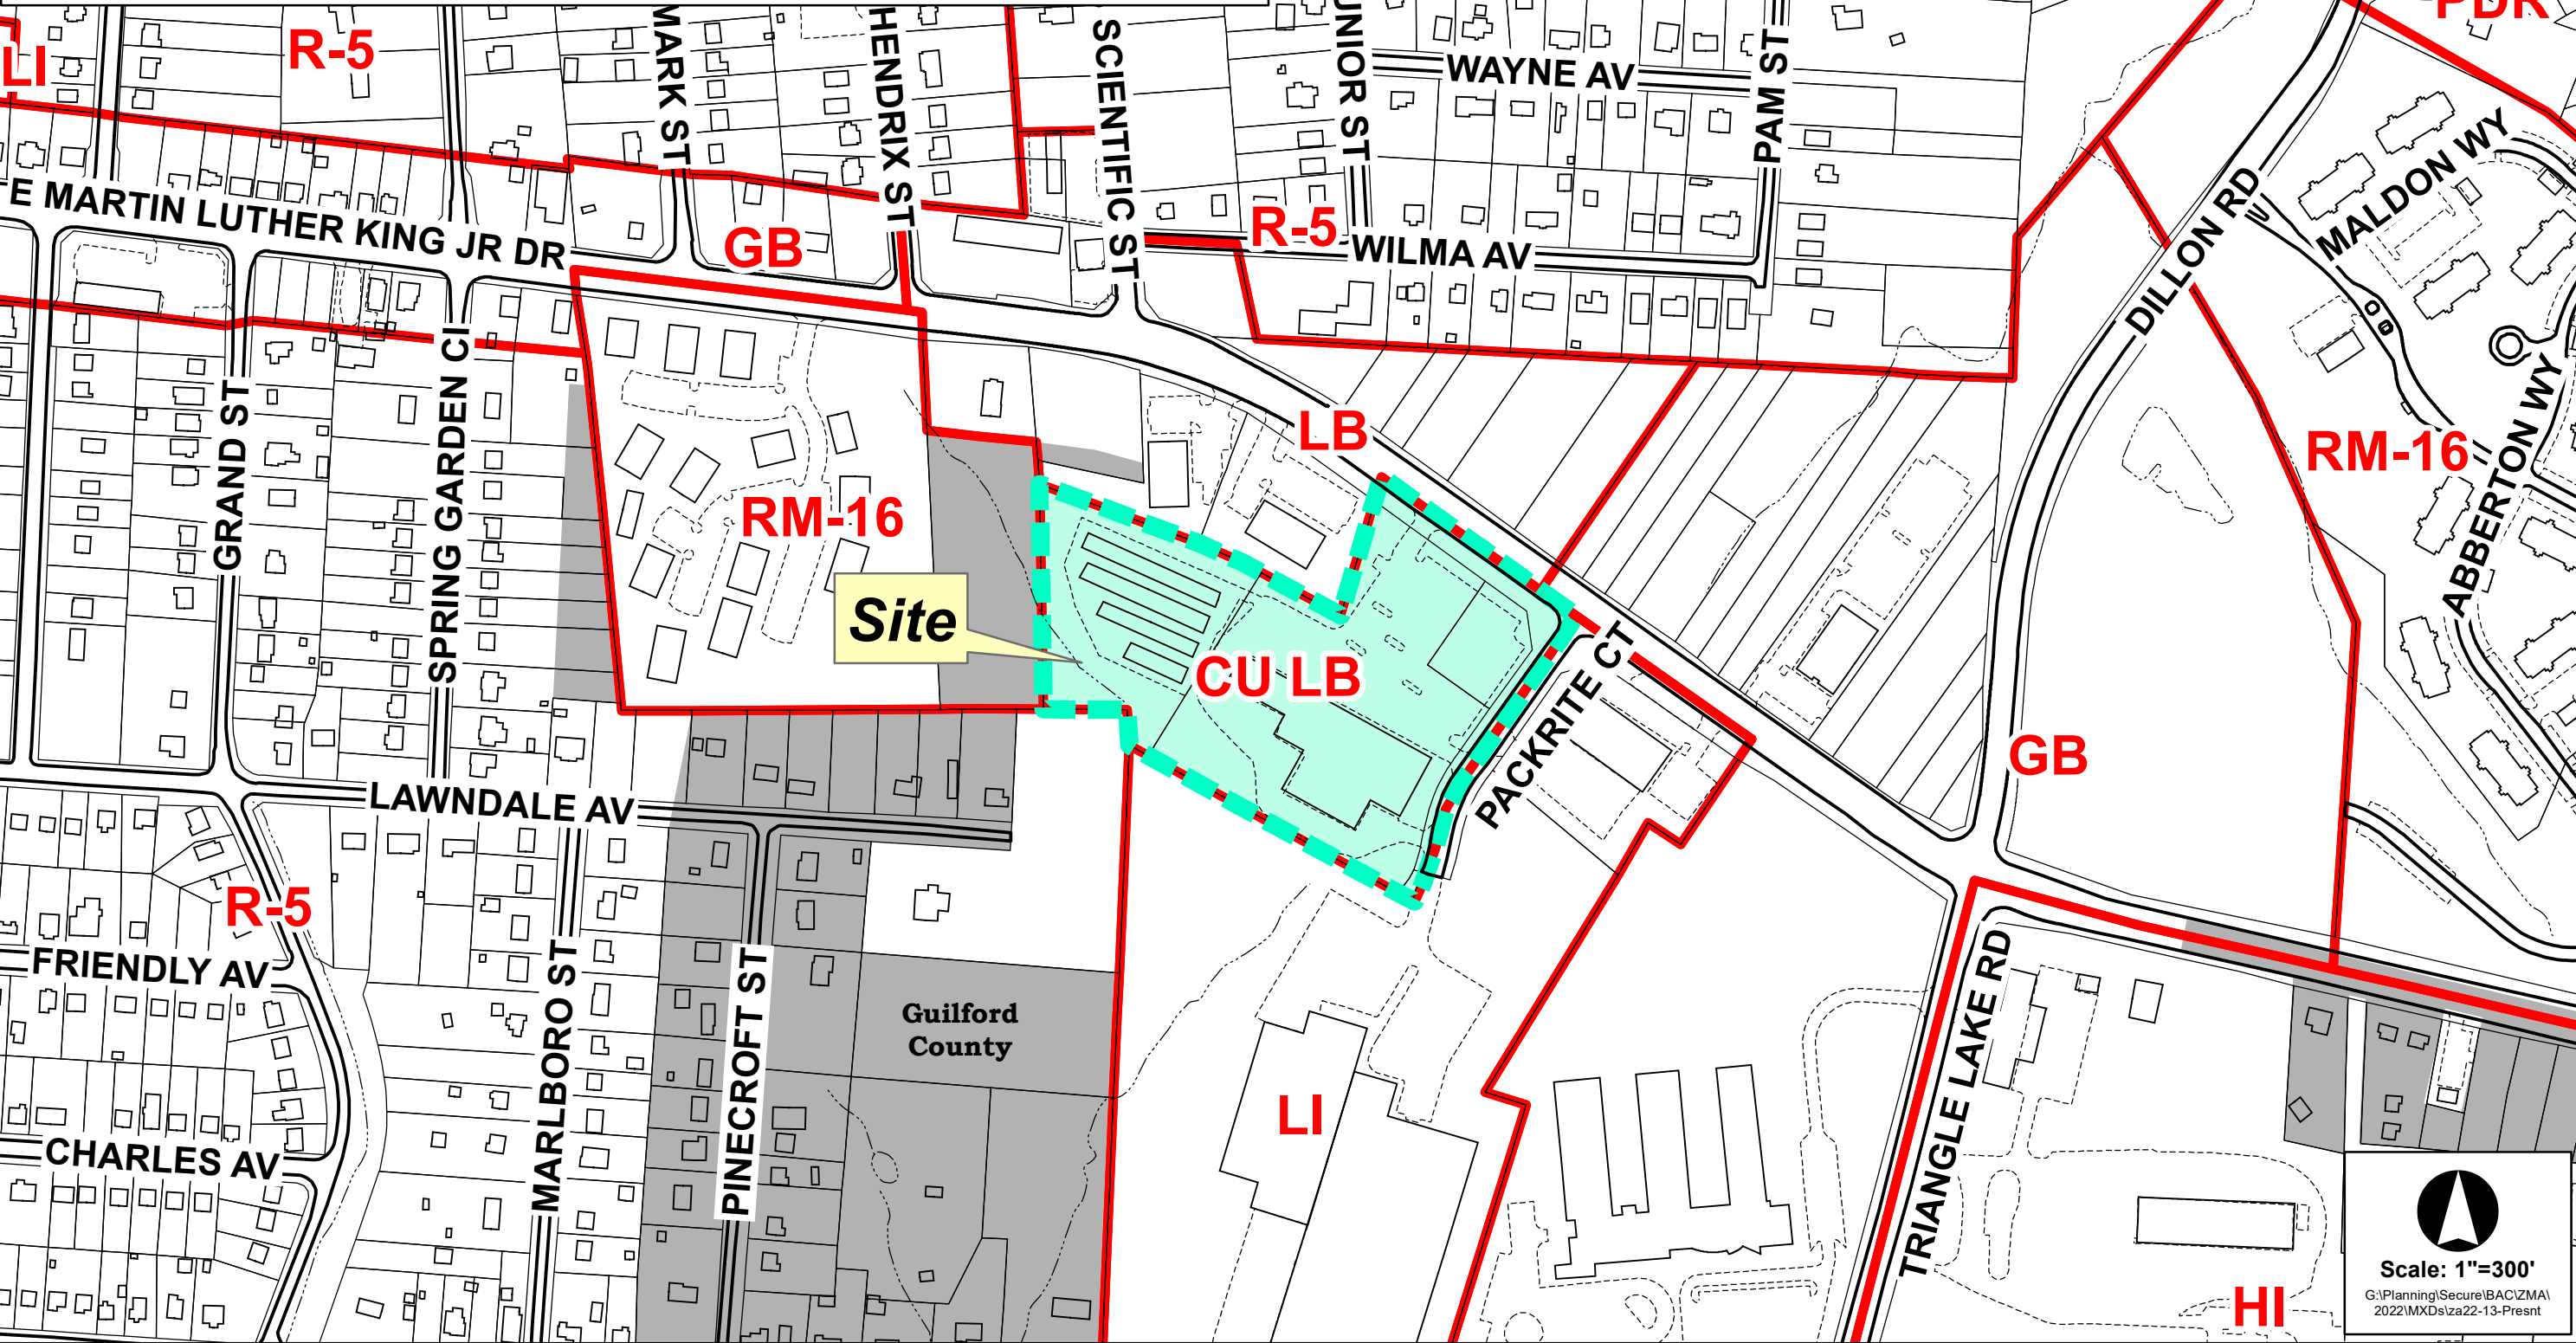 PDR
R-5
LI
MARK ST
HENDRIX ST
SCIENTIFIC ST
UNIOR ST
WAYNE AV
PAM ST
MALDON WY
E MARTIN LUTHER KING JR DR
GB
R-5
WILMA AV
DILLON RD
GRAND ST
SPRING GARDEN CI
LB
RM-16
ABBERTON WY
RM-16
Site
CU LB
PACKRITE CT
GB
LAWNDALE AV
R-5
FRIENDLY AV
MARLBORO ST
PINECROFT ST
Guilford
County
TRIANGLE LAKE RD
LI
CHARLES AV
HI
Scale: 1"=300'
G:\Planning\Secure\BAC\ZMA\
2022\MXDs\za22-13-Presnt